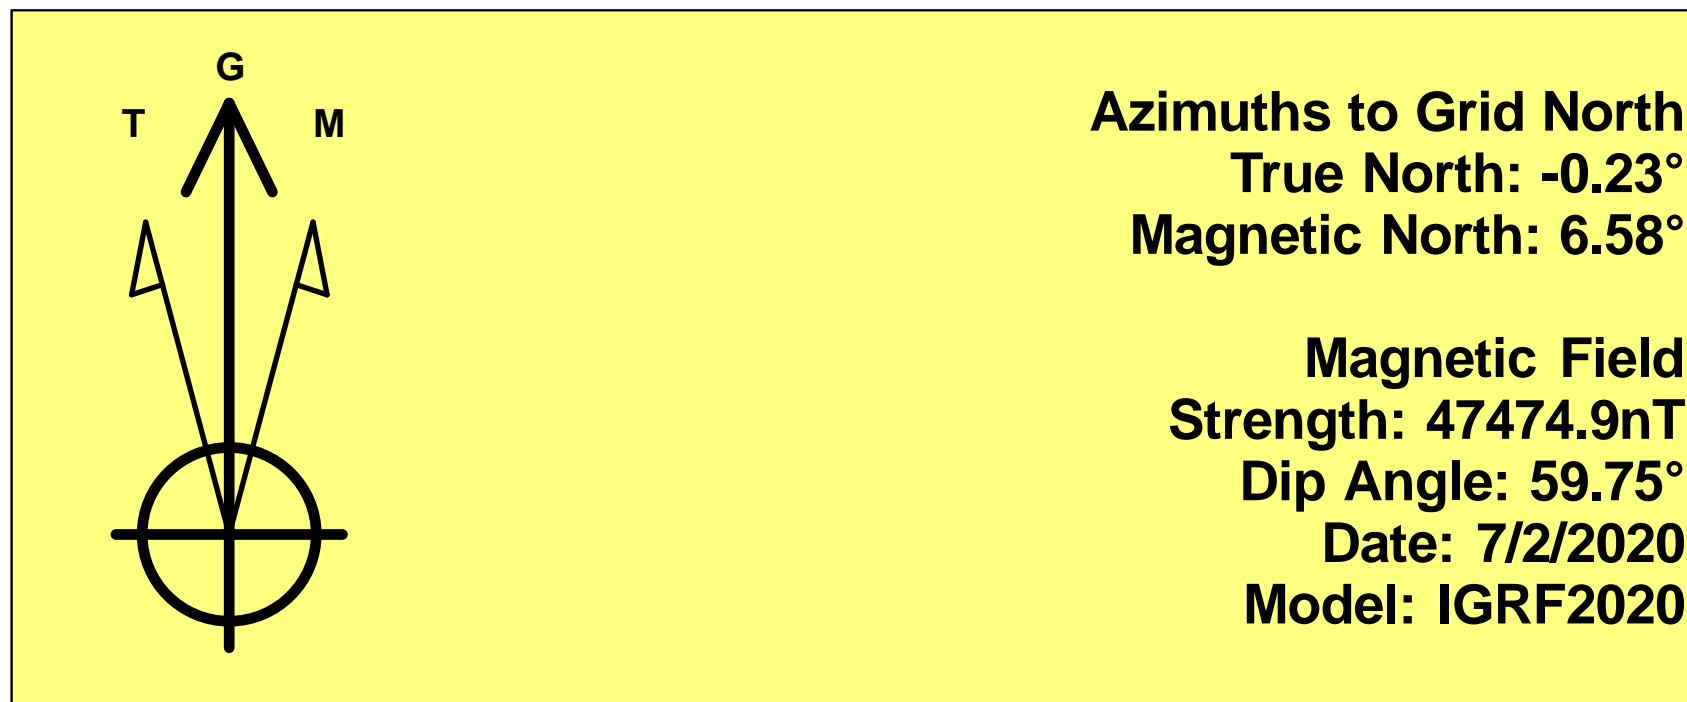 G
T M
Azimuths to Grid North
True North: -0.23°
Magnetic North: 6.58°
Magnetic Field
Strength: 47474.9nT
Dip Angle: 59.75°
Date: 7/2/2020
Model: IGRF2020